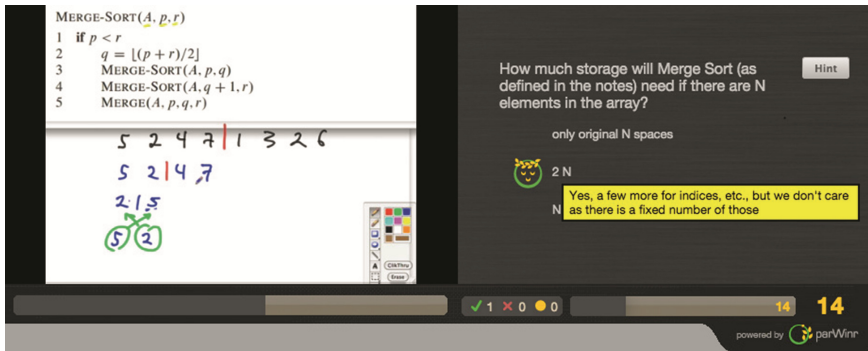 MERGE-SORT(A, p, r)
1 if p < r
2 q = ⌊(p + r)/2⌋
3 MERGE-SORT(A, p, q)
4 MERGE-SORT(A, q + 1, r)
5 MERGE(A, p, q, r)
5 2 4 7 | 1 3 2 6
5 2 | 4 7
2 | 5
5 2
A
ClikThru
Erase
How much storage will Merge Sort (as
defined in the notes) need if there are N
elements in the array?
Hint
only original N spaces
2 N
Yes, a few more for indices, etc., but we don't care
as there is a fixed number of those
N
1 0 0
14
14
powered by parWinr